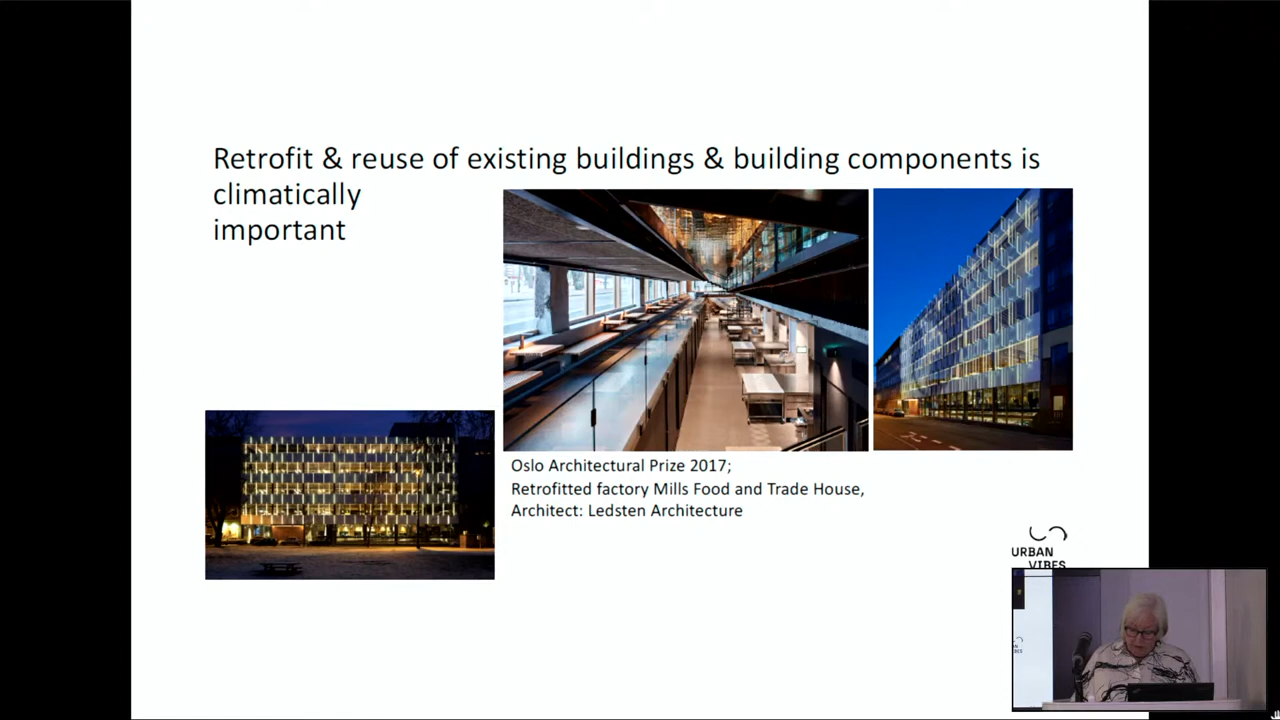 Retrofit & reuse of existing buildings & building components is
climatically
important
Oslo Architectural Prize 2017;
Retrofitted factory Mills Food and Trade House,
Architect: Ledsten Architecture
URBAN
VIBES